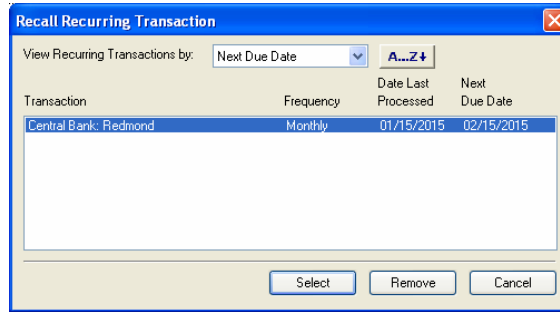 Recall Recurring Transaction
View Recurring Transactions by: Next Due Date A...Z↓
Date Last Next
Transaction Frequency Processed Due Date
Central Bank: Redmond Monthly 01/15/2015 02/15/2015
Select Remove Cancel